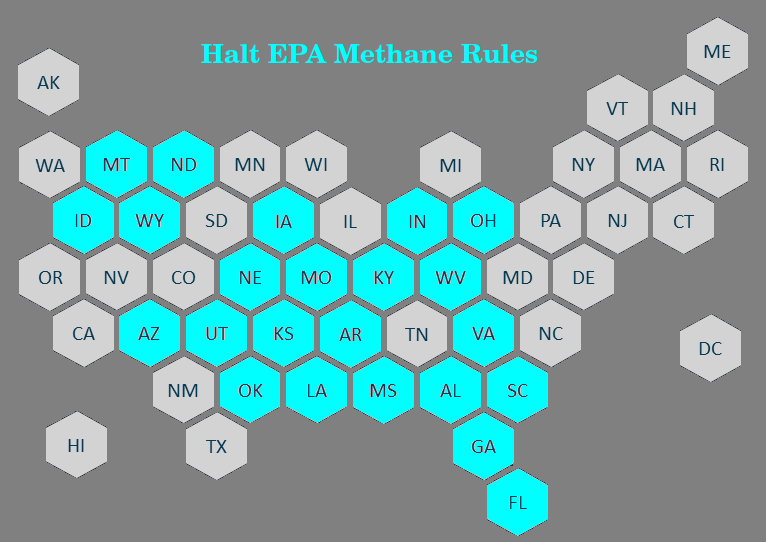 Halt EPA Methane Rules
ME
AK
VT NH
WA MT ND MN WI MI NY MA RI
ID WY SD IA IL IN OH PA NJ CT
OR NV CO NE MO KY WV MD DE
CA AZ UT KS AR TN VA NC DC
NM OK LA MS AL SC
HI TX GA
FL